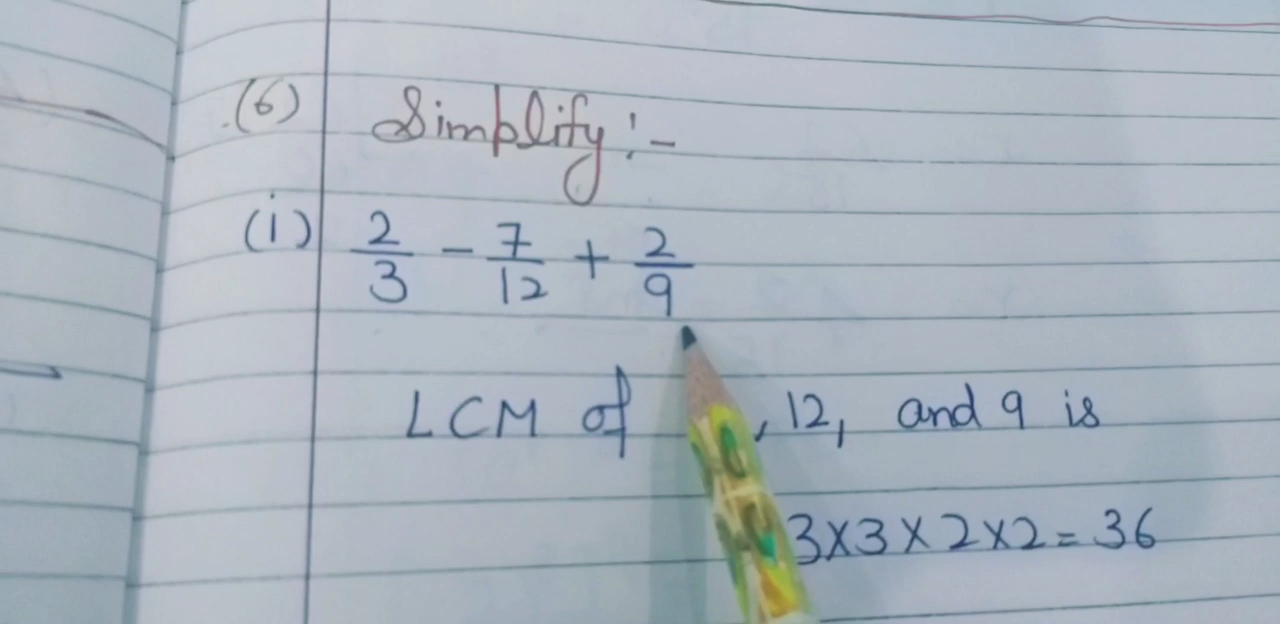 (6) Simplify:-
(i) 2/3 - 7/12 + 2/9
LCM of , 12, and 9 is
3×3×2×2=36